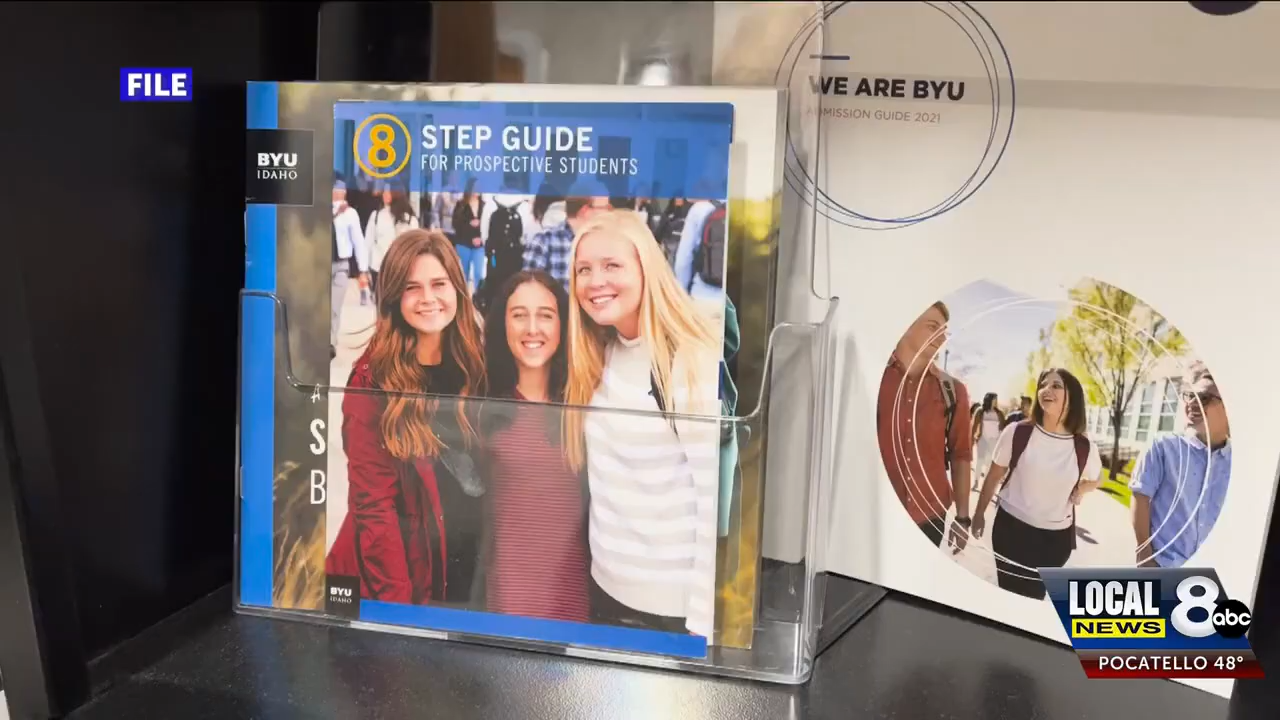 FILE
BYU
IDAHO
8 STEP GUIDE
FOR PROSPECTIVE STUDENTS
A
S
B
BYU
IDAHO
WE ARE BYU
ADMISSION GUIDE 2021
LOCAL
NEWS
8 abc
POCATELLO 48°